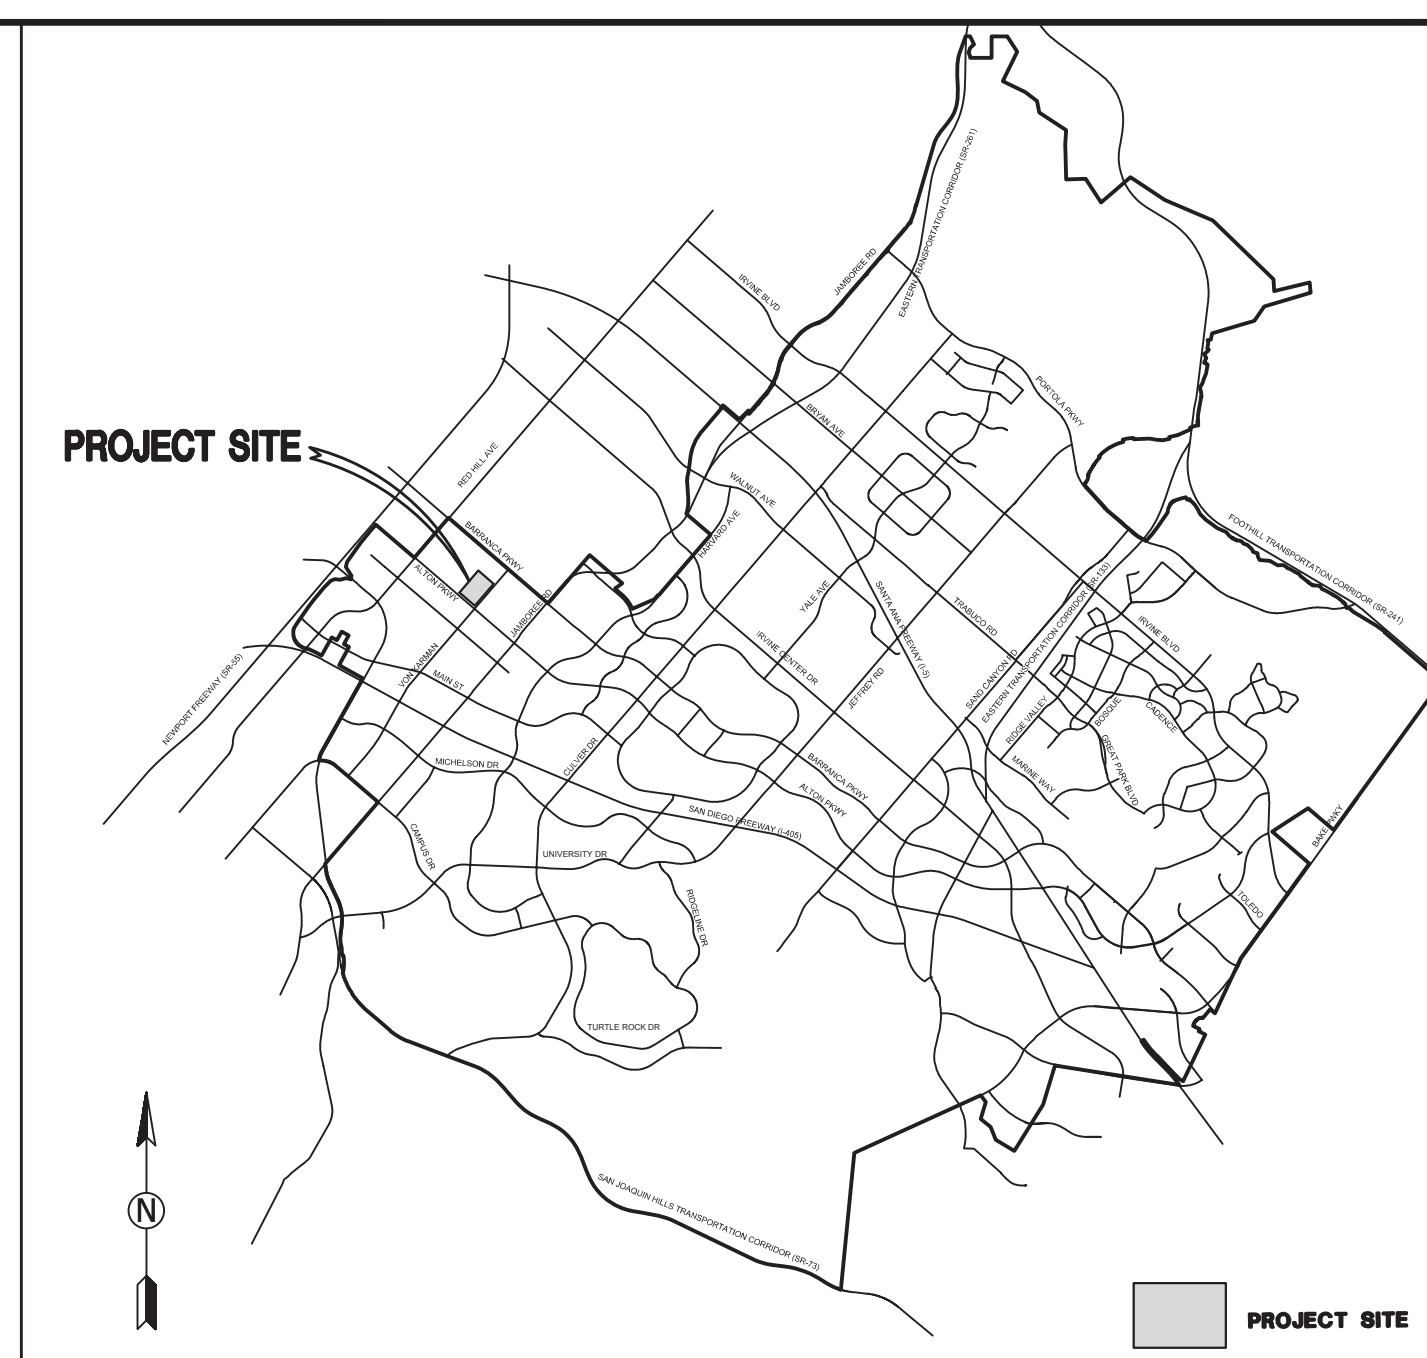 IRVINE BLVD
JAMBOREE RD
EASTERN TRANSPORTATION CORRIDOR (SR-261)
PORTOLA PKWY
BRYAN AVE
PROJECT SITE
RED HILL AVE
WALNUT AVE
HARVARD AVE
BARRANCA PKWY
ALTON PKWY
JAMBOREE RD
FOOTHILL TRANSPORTATION CORRIDOR (SR-241)
YALE AVE
SANTA ANA FREEWAY (I-5)
TRABUCO RD
EASTERN TRANSPORTATION CORRIDOR (SR-133)
IRVINE BLVD
SAND CANYON RD
IRVINE CENTER DR
JEFFREY RD
VON KARMAN
MAIN ST
NEWPORT FREEWAY (SR-55)
RIDGE VALLEY
BOSQUE
CADENCE
GREAT PARK BLVD
MARINE WAY
MICHELSON DR
CULVER DR
BARRANCA PKWY
ALTON PKWY
SAN DIEGO FREEWAY (I-405)
BAKE PWKY
CAMPUS DR
UNIVERSITY DR
RIDGELINE DR
TOLEDO
TURTLE ROCK DR
SAN JOAQUIN HILLS TRANSPORTATION CORRIDOR (SR-73)
N
PROJECT SITE